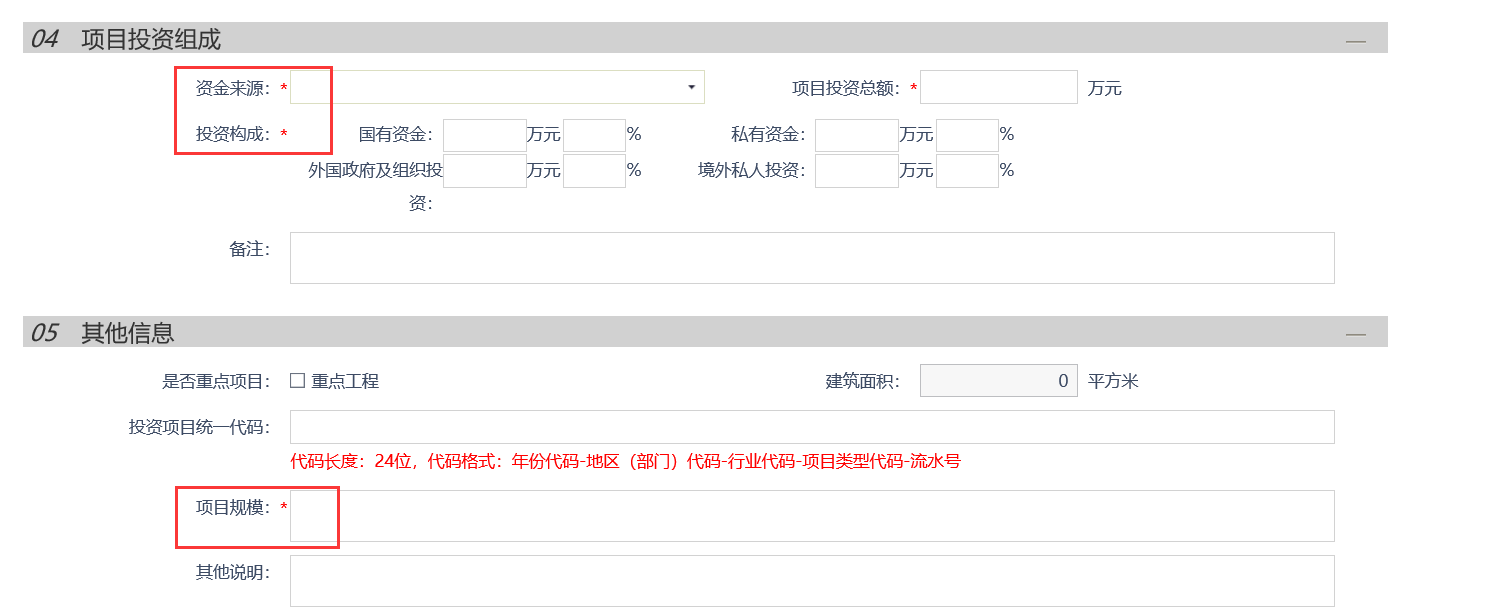 04 项目投资组成 —
资金来源：* 项目投资总额：* 万元
投资构成：* 国有资金： 万元 % 私有资金： 万元 %
外国政府及组织投 万元 % 境外私人投资： 万元 %
资：
备注：
05 其他信息 —
是否重点项目： 重点工程 建筑面积： 0 平方米
投资项目统一代码：
代码长度：24位，代码格式：年份代码-地区（部门）代码-行业代码-项目类型代码-流水号
项目规模：*
其他说明：